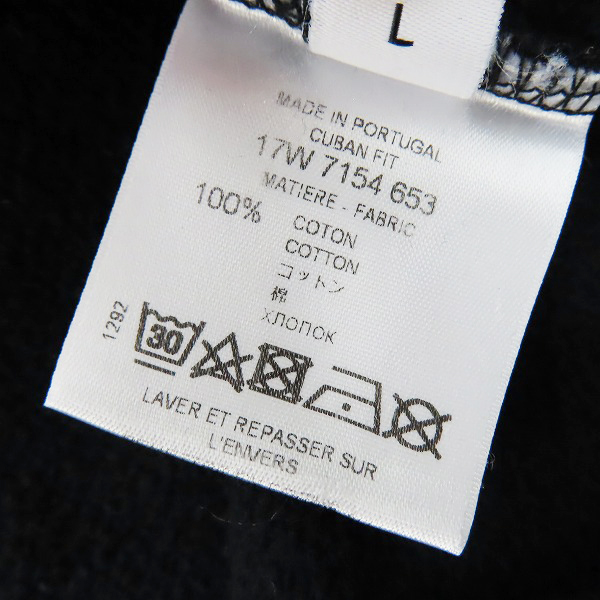 L
MADE IN PORTUGAL
CUBAN FIT
17W 7154 653
MATIERE - FABRIC
100% COTON
COTTON
コットン
棉
ХЛОПОК
1292
30
LAVER ET REPASSER SUR
L'ENVERS